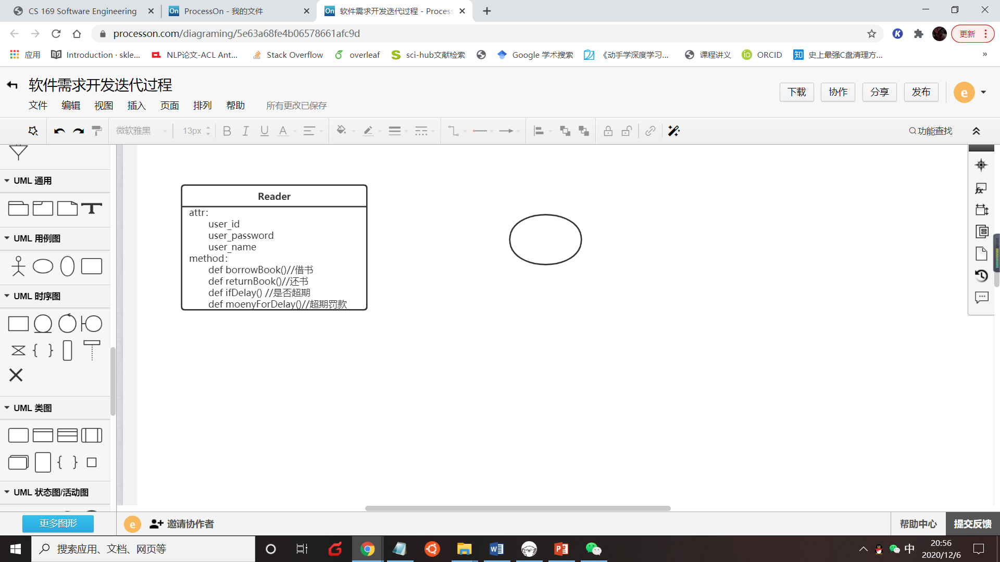 CS 169 Software Engineering
ProcessOn - 我的文件
软件需求开发迭代过程 - Process
processon.com/diagraming/5e63a68fe4b06578661afc9d
更新
应用
Introduction · skle...
NLP论文-ACL Ant...
Stack Overflow
overleaf
sci-hub文献检索
Google 学术搜索
《动手学深度学习...
课程讲义
ORCID
史上最强C盘清理方...
软件需求开发迭代过程
下载
协作
分享
发布
e
文件
编辑
视图
插入
页面
排列
帮助
所有更改已保存
微软雅黑
13px
功能查找
UML 通用
UML 用例图
UML 时序图
UML 类图
UML 状态图/活动图
更多图形
Reader
attr：
user_id
user_password
user_name
method：
def borrowBook()//借书
def returnBook()//还书
def ifDelay() //是否超期
def moenyForDelay()//超期罚款
e
邀请协作者
帮助中心
提交反馈
搜索应用、文档、网页等
中
20:56
2020/12/6